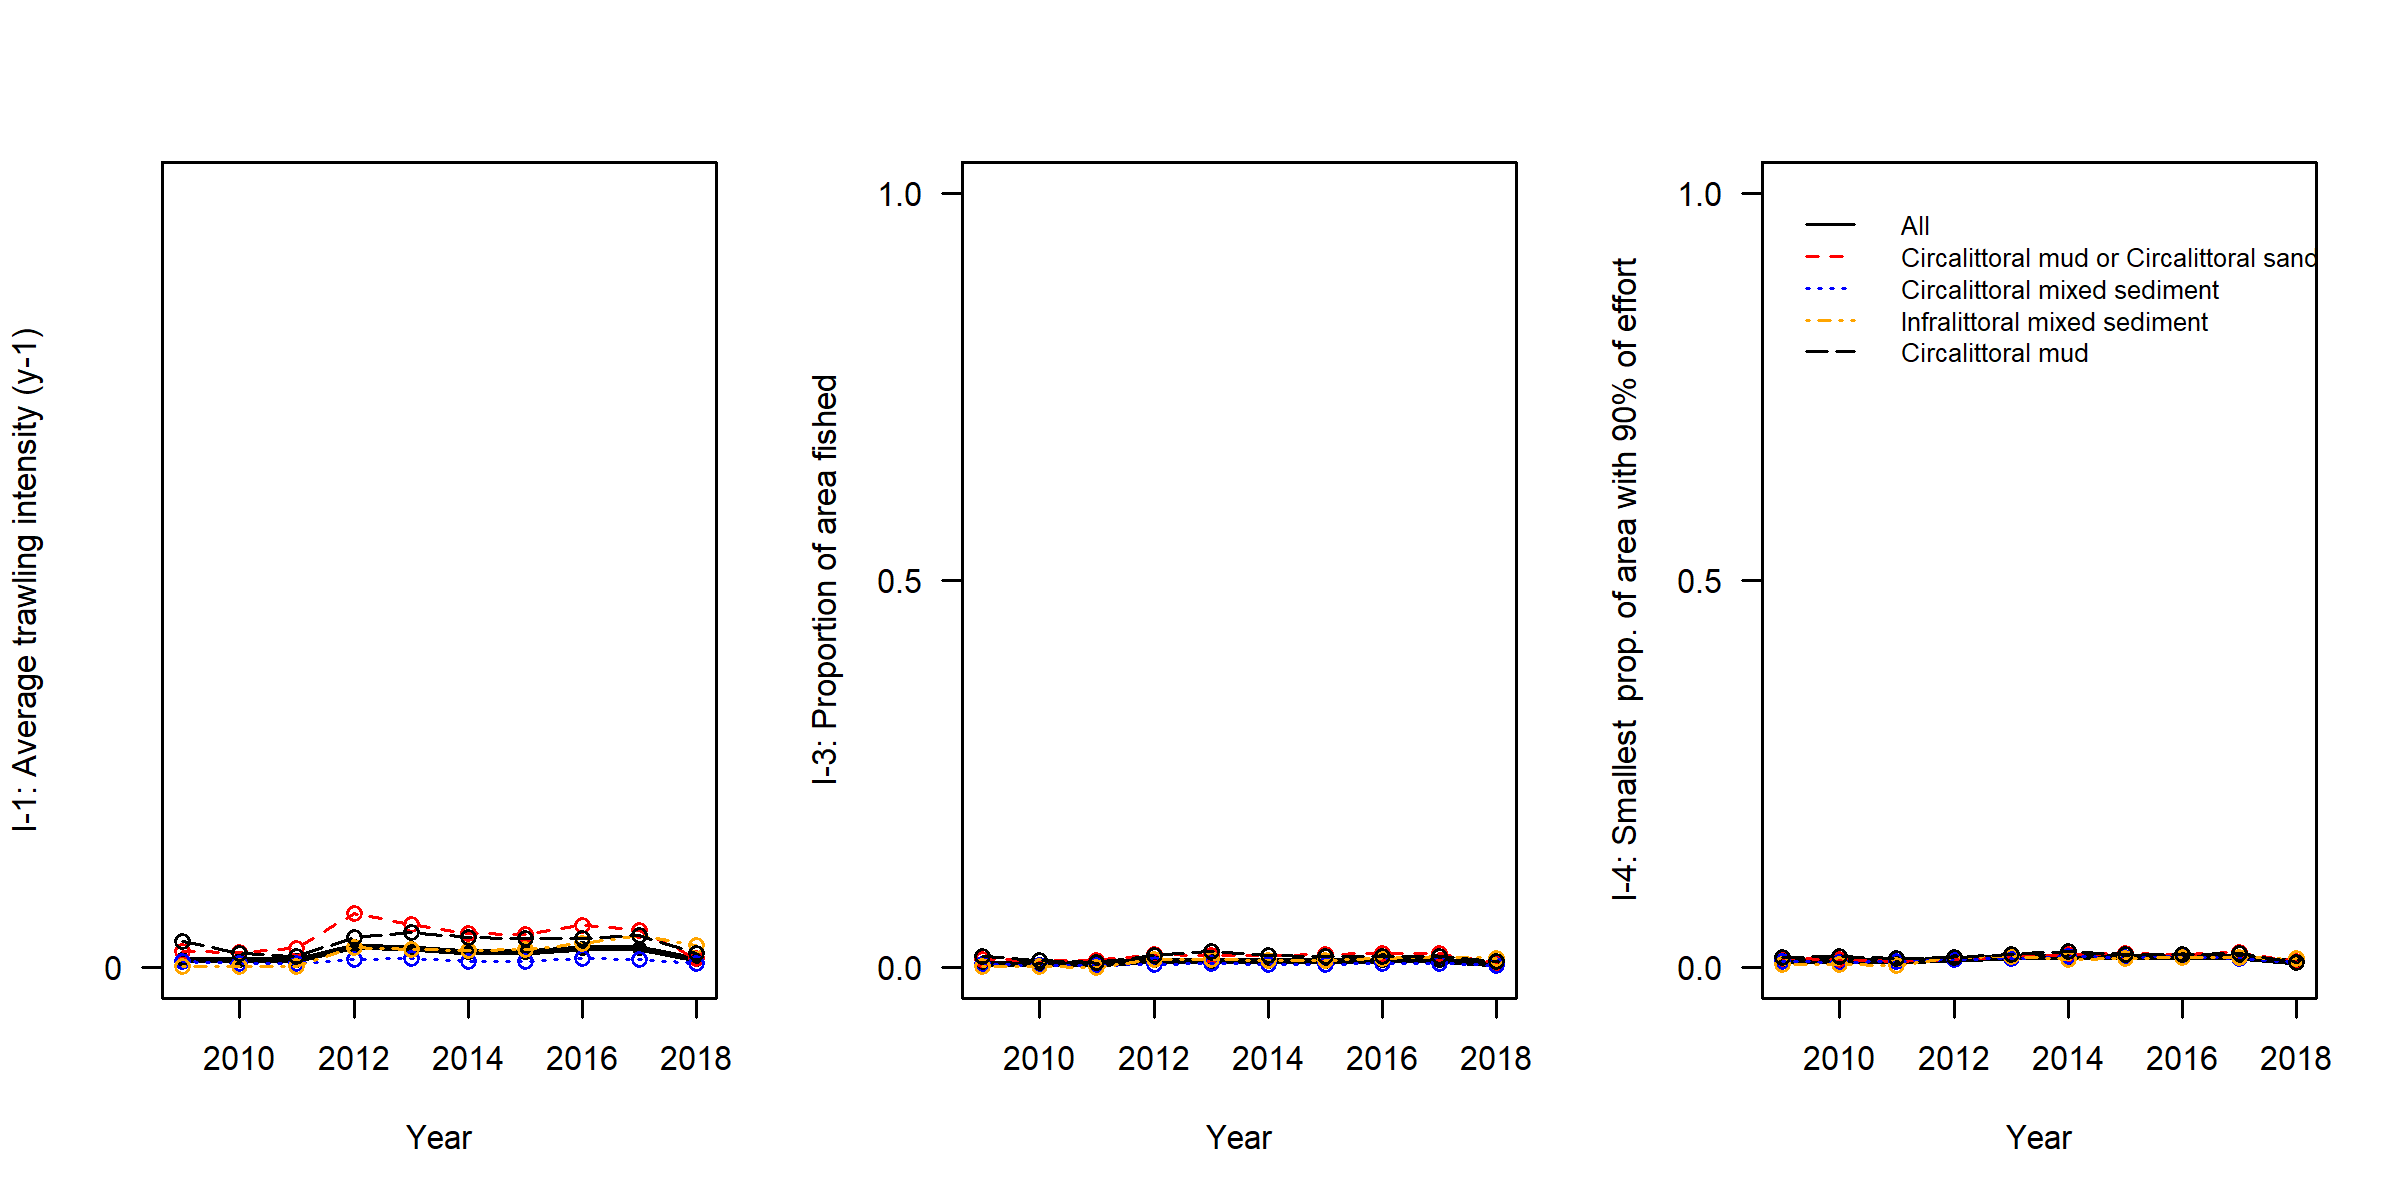 I-1: Average trawling intensity (y-1)
0
2010 2012 2014 2016 2018
Year
I-3: Proportion of area fished
1.0
0.5
0.0
2010 2012 2014 2016 2018
Year
I-4: Smallest prop. of area with 90% of effort
1.0
0.5
0.0
All
Circalittoral mud or Circalittoral sand
Circalittoral mixed sediment
Infralittoral mixed sediment
Circalittoral mud
2010 2012 2014 2016 2018
Year